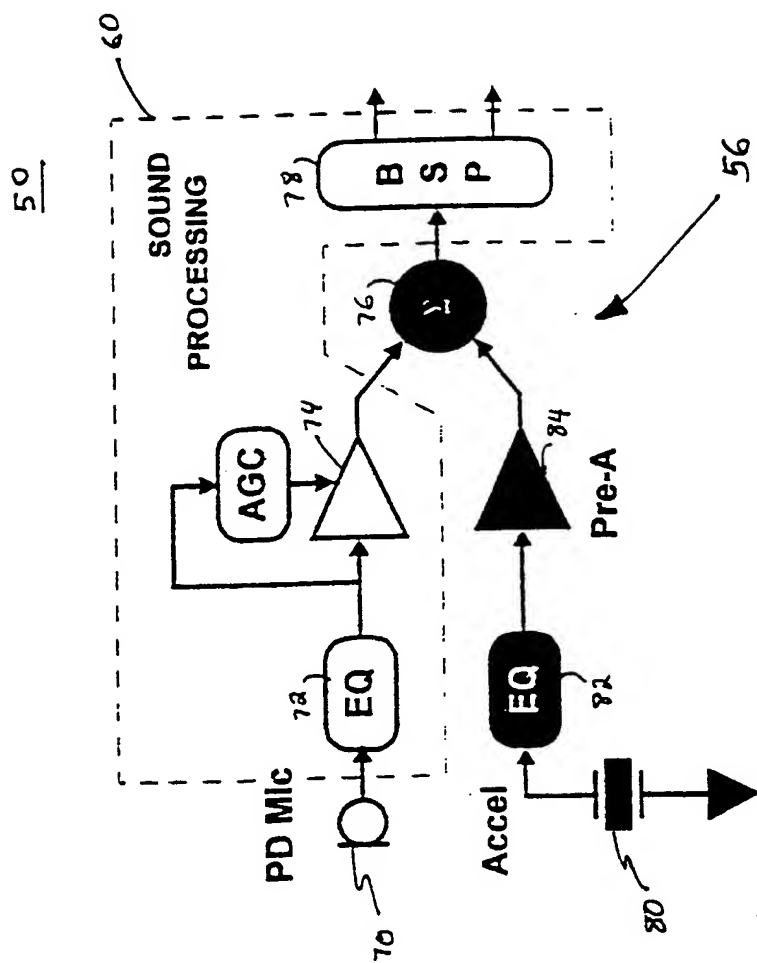 50
60
SOUND
PROCESSING
78
B S P
76
Σ
AGC
74
72
EQ
PD Mic
70
56
84
Pre-A
EQ
82
Accel
80